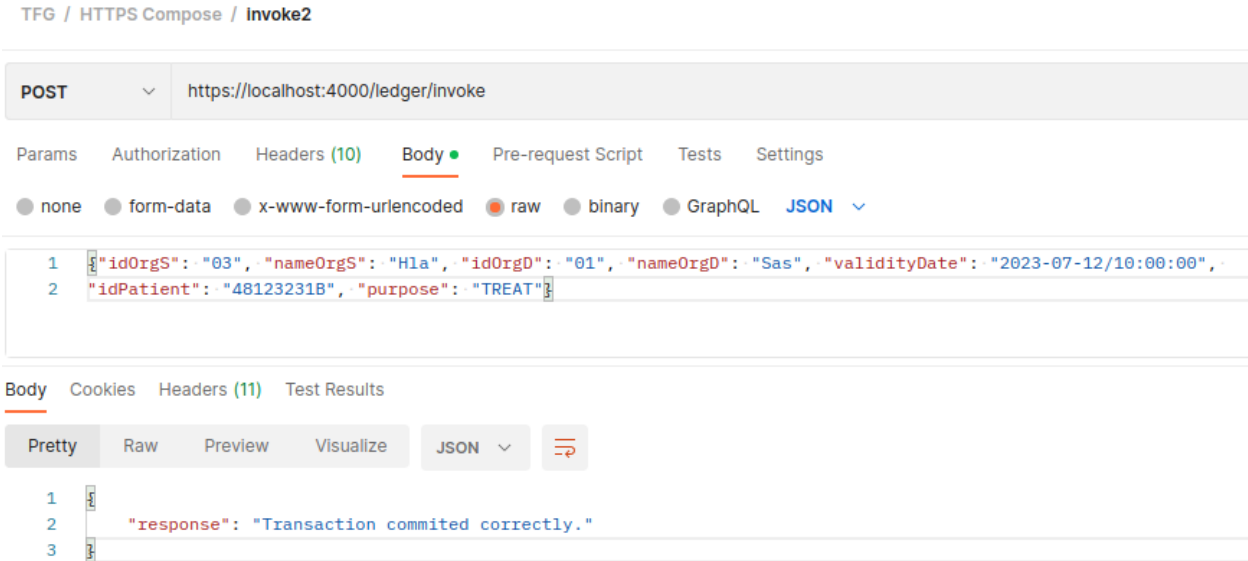 TFG / HTTPS Compose / invoke2
POST https://localhost:4000/ledger/invoke
Params Authorization Headers (10) Body Pre-request Script Tests Settings
none form-data x-www-form-urlencoded raw binary GraphQL JSON
1 {"idOrgS": "03", "nameOrgS": "Hla", "idOrgD": "01", "nameOrgD": "Sas", "validityDate": "2023-07-12/10:00:00",
2 "idPatient": "48123231B", "purpose": "TREAT"}
Body Cookies Headers (11) Test Results
Pretty Raw Preview Visualize JSON
1 {
2 "response": "Transaction commited correctly."
3 }